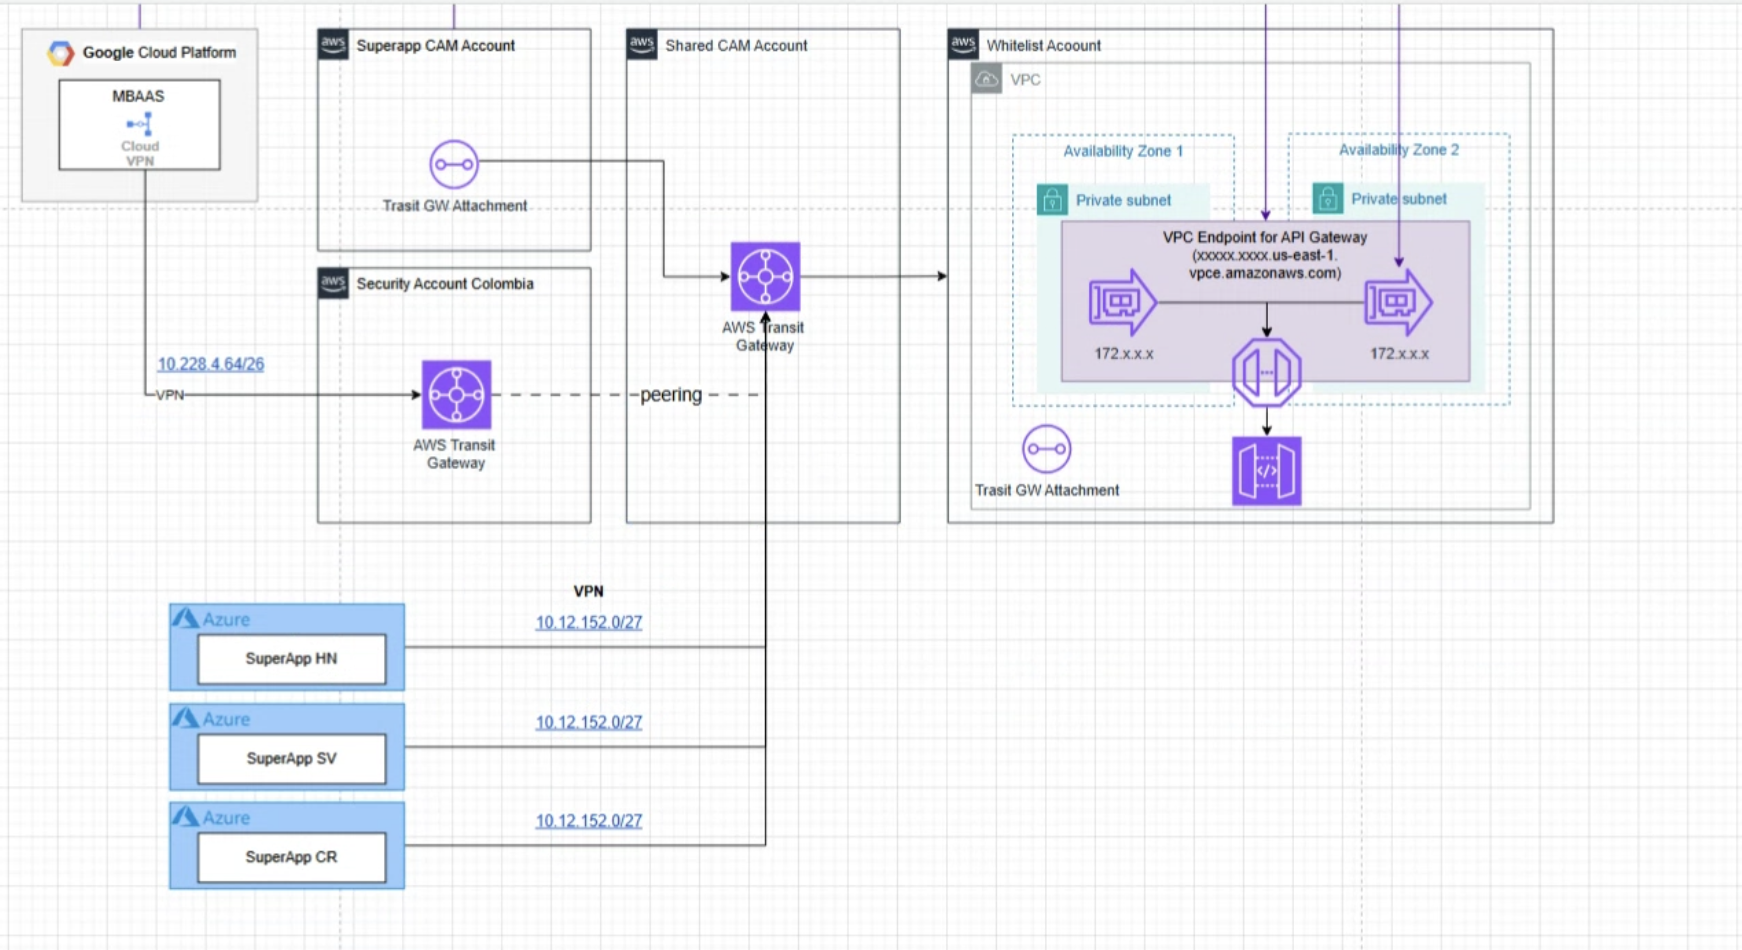 Google Cloud Platform
MBAAS
Cloud
VPN
aws
Superapp CAM Account
Trasit GW Attachment
aws
Security Account Colombia
10.228.4.64/26
VPN
AWS Transit
Gateway
peering
aws
Shared CAM Account
AWS Transit
Gateway
aws
Whitelist Acoount
VPC
Availability Zone 1
Private subnet
Availability Zone 2
Private subnet
VPC Endpoint for API Gateway
(xxxxx.xxxx.us-east-1.
vpce.amazonaws.com)
172.x.x.x
172.x.x.x
</>
Trasit GW Attachment
VPN
Azure
SuperApp HN
10.12.152.0/27
Azure
SuperApp SV
10.12.152.0/27
Azure
SuperApp CR
10.12.152.0/27